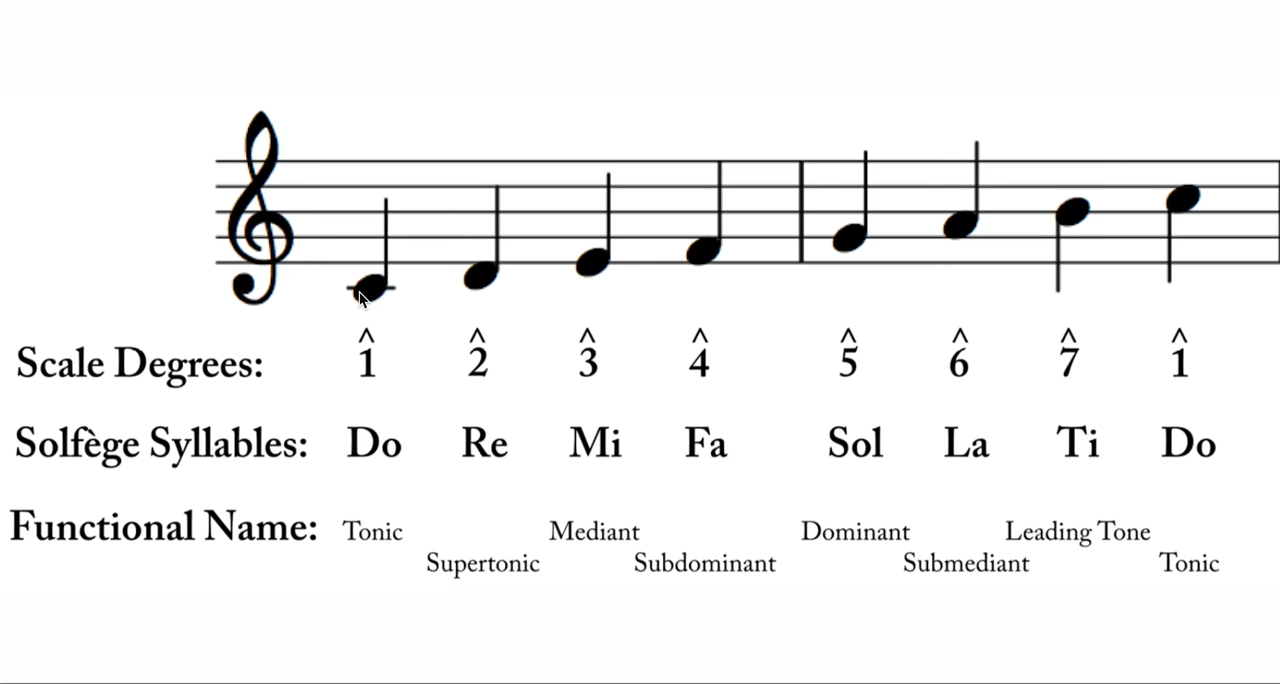 ^ ^ ^ ^ ^ ^ ^ ^
Scale Degrees: 1 2 3 4 5 6 7 1
Solfège Syllables: Do Re Mi Fa Sol La Ti Do
Functional Name: Tonic Mediant Dominant Leading Tone
Supertonic Subdominant Submediant Tonic